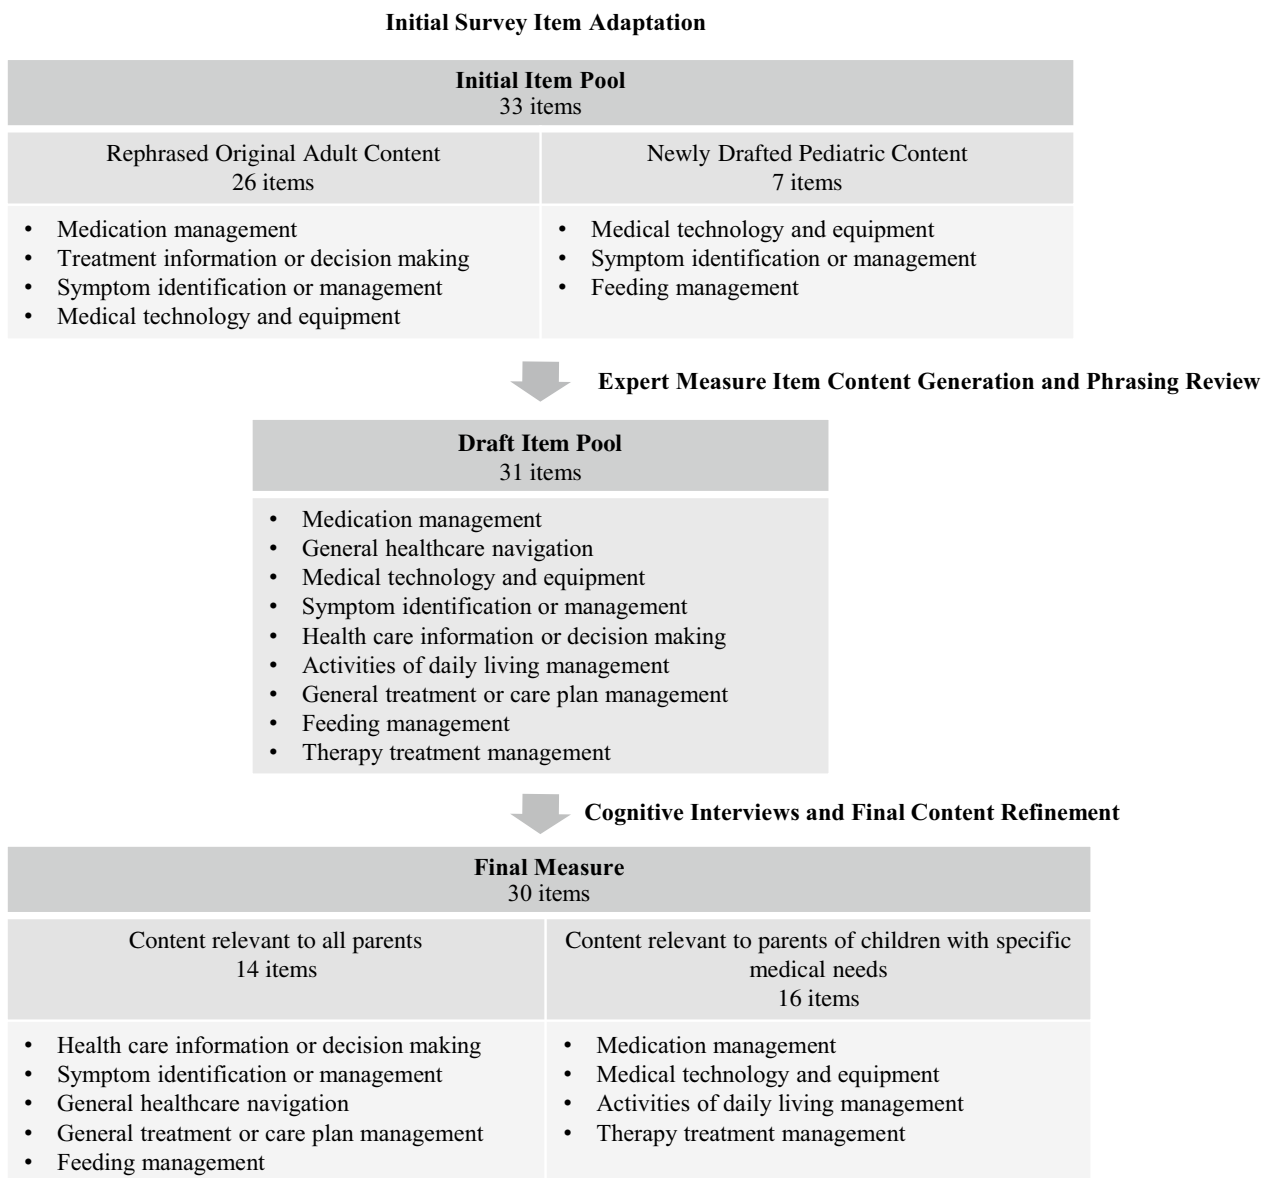 Initial Survey Item Adaptation
Initial Item Pool
33 items
Rephrased Original Adult Content
26 items
• Medication management
• Treatment information or decision making
• Symptom identification or management
• Medical technology and equipment
Newly Drafted Pediatric Content
7 items
• Medical technology and equipment
• Symptom identification or management
• Feeding management
Expert Measure Item Content Generation and Phrasing Review
Draft Item Pool
31 items
• Medication management
• General healthcare navigation
• Medical technology and equipment
• Symptom identification or management
• Health care information or decision making
• Activities of daily living management
• General treatment or care plan management
• Feeding management
• Therapy treatment management
Cognitive Interviews and Final Content Refinement
Final Measure
30 items
Content relevant to all parents
14 items
• Health care information or decision making
• Symptom identification or management
• General healthcare navigation
• General treatment or care plan management
• Feeding management
Content relevant to parents of children with specific
medical needs
16 items
• Medication management
• Medical technology and equipment
• Activities of daily living management
• Therapy treatment management